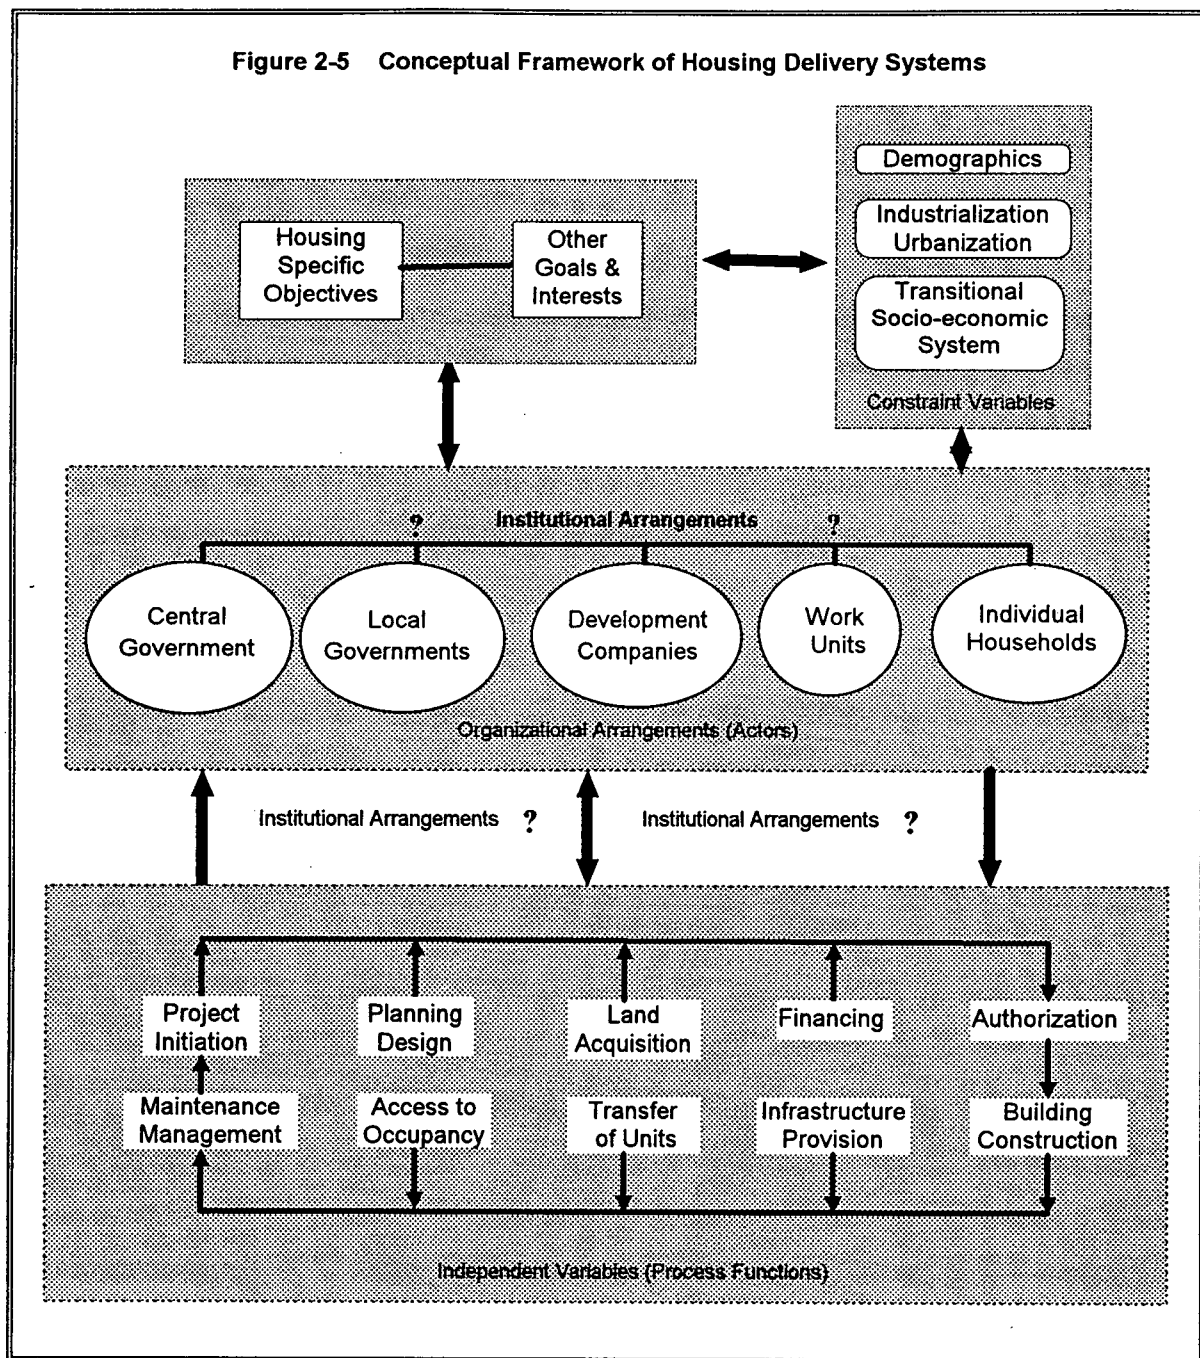 Figure 2-5 Conceptual Framework of Housing Delivery Systems
Demographics
Industrialization
Urbanization
Transitional
Socio-economic
System
Constraint Variables
Housing
Specific
Objectives
Other
Goals &
Interests
? Institutional Arrangements ?
Central
Government
Local
Governments
Development
Companies
Work
Units
Individual
Households
Organizational Arrangements (Actors)
Institutional Arrangements ?
Institutional Arrangements ?
Project
Initiation
Planning
Design
Land
Acquisition
Financing
Authorization
Maintenance
Management
Access to
Occupancy
Transfer
of Units
Infrastructure
Provision
Building
Construction
Independent Variables (Process Functions)